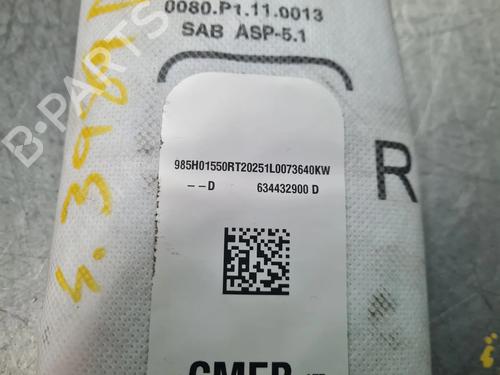 0080.P1.11.0013
SAB ASP-5.1
985H01550RT20251L0073640KW
R
--D 634432900 D
B-PARTS